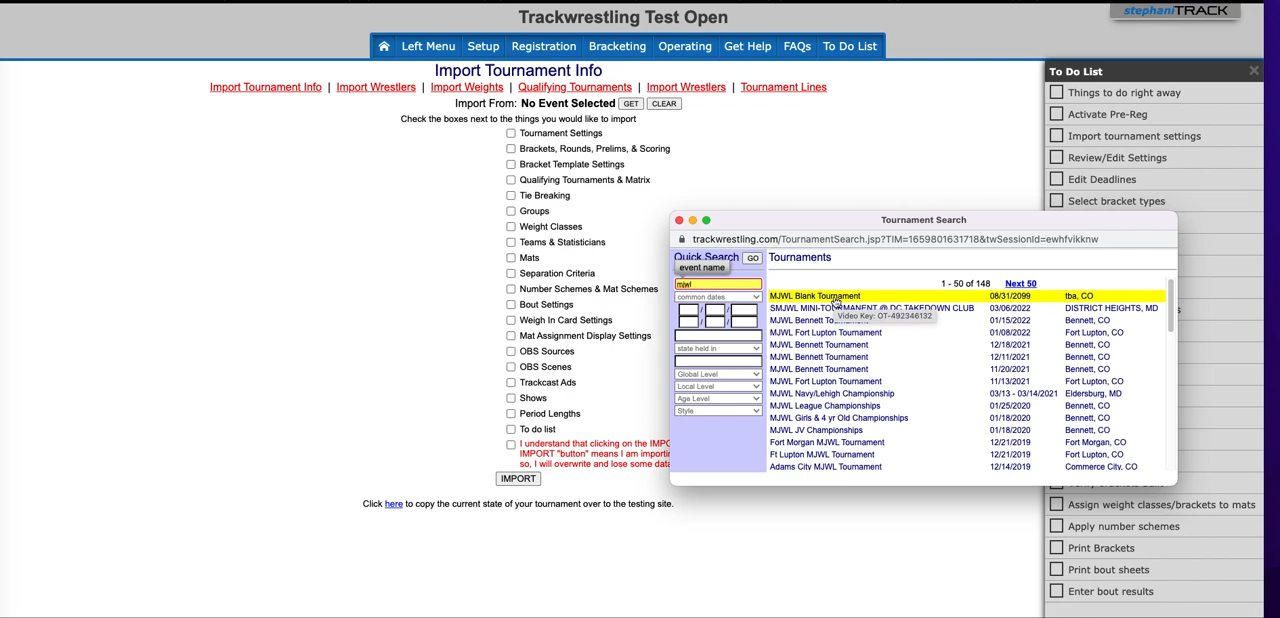 Trackwrestling Test Open
stephaniTRACK
Left Menu Setup Registration Bracketing Operating Get Help FAQs To Do List
Import Tournament Info
Import Tournament Info | Import Wrestlers | Import Weights | Qualifying Tournaments | Import Wrestlers | Tournament Lines
Import From: No Event Selected GET CLEAR
Check the boxes next to the things you would like to import
Tournament Settings
Brackets, Rounds, Prelims, & Scoring
Bracket Template Settings
Qualifying Tournaments & Matrix
Tie Breaking
Groups
Weight Classes
Teams & Statisticians
Mats
Separation Criteria
Number Schemes & Mat Schemes
Bout Settings
Weigh In Card Settings
Mat Assignment Display Settings
OBS Sources
OBS Scenes
Trackcast Ads
Shows
Period Lengths
To do list
I understand that clicking on the IMPO
IMPORT "button" means I am importi
so, I will overwrite and lose some data
IMPORT
Click here to copy the current state of your tournament over to the testing site.
Tournament Search
trackwrestling.com/TournamentSearch.jsp?TIM=1659801631718&twSessionId=ewhfvikknw
Quick Search GO
event name
mjwl
common dates
/ /
/ /
state held in
Global Level
Local Level
Age Level
Style
Tournaments
1 - 50 of 148 Next 50
MJWL Blank Tournament 08/31/2099 tba, CO
SMJWL MINI-TOURMANENT @ DC TAKEDOWN CLUB 03/06/2022 DISTRICT HEIGHTS, MD
Video Key: OT-492346132
MJWL Bennett 01/15/2022 Bennett, CO
MJWL Fort Lupton Tournament 01/08/2022 Fort Lupton, CO
MJWL Bennett Tournament 12/18/2021 Bennett, CO
MJWL Bennett Tournament 12/11/2021 Bennett, CO
MJWL Bennett Tournament 11/20/2021 Bennett, CO
MJWL Fort Lupton Tournament 11/13/2021 Fort Lupton, CO
MJWL Navy/Lehigh Championship 03/13 - 03/14/2021 Eldersburg, MD
MJWL League Championships 01/25/2020 Bennett, CO
MJWL Girls & 4 yr Old Championships 01/18/2020 Bennett, CO
MJWL JV Championships 01/18/2020 Bennett, CO
Fort Morgan MJWL Tournament 12/21/2019 Fort Morgan, CO
Ft Lupton MJWL Tournament 12/21/2019 Fort Lupton, CO
Adams City MJWL Tournament 12/14/2019 Commerce City, CO
To Do List
Things to do right away
Activate Pre-Reg
Import tournament settings
Review/Edit Settings
Edit Deadlines
Select bracket types
Assign weight classes/brackets to mats
Apply number schemes
Print Brackets
Print bout sheets
Enter bout results